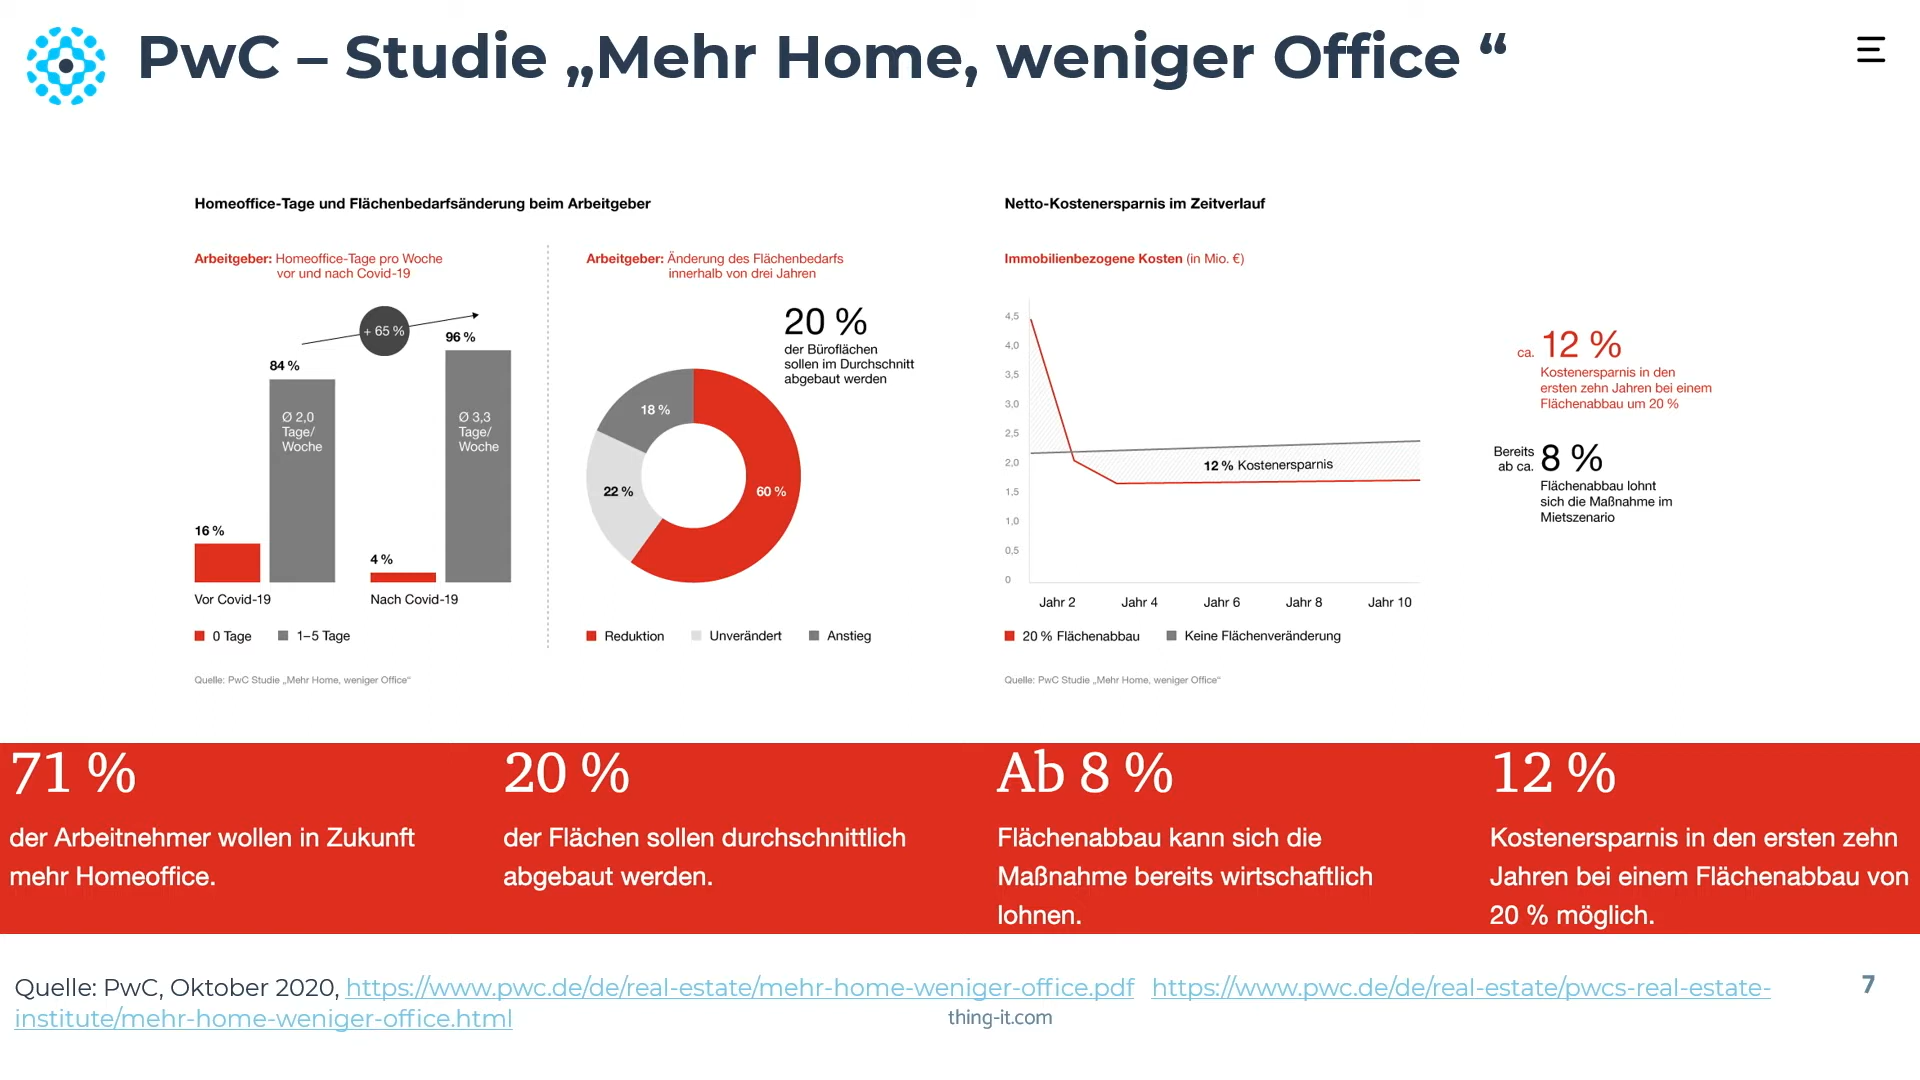 PwC – Studie „Mehr Home, weniger Office “
Homeoffice-Tage und Flächenbedarfsänderung beim Arbeitgeber
Arbeitgeber: Homeoffice-Tage pro Woche
vor und nach Covid-19
+ 65 %
84 %
96 %
Ø 2,0
Tage/
Woche
Ø 3,3
Tage/
Woche
16 %
4 %
Vor Covid-19
Nach Covid-19
0 Tage
1–5 Tage
Quelle: PwC Studie „Mehr Home, weniger Office“
Arbeitgeber: Änderung des Flächenbedarfs
innerhalb von drei Jahren
20 %
der Büroflächen
sollen im Durchschnitt
abgebaut werden
18 %
22 %
60 %
Reduktion
Unverändert
Anstieg
Netto-Kostenersparnis im Zeitverlauf
Immobilienbezogene Kosten (in Mio. €)
4,5
4,0
3,5
3,0
2,5
2,0
1,5
1,0
0,5
0
12 % Kostenersparnis
Jahr 2
Jahr 4
Jahr 6
Jahr 8
Jahr 10
20 % Flächenabbau
Keine Flächenveränderung
Quelle: PwC Studie „Mehr Home, weniger Office“
ca. 12 %
Kostenersparnis in den
ersten zehn Jahren bei einem
Flächenabbau um 20 %
Bereits
ab ca. 8 %
Flächenabbau lohnt
sich die Maßnahme im
Mietszenario
71 %
der Arbeitnehmer wollen in Zukunft
mehr Homeoffice.
20 %
der Flächen sollen durchschnittlich
abgebaut werden.
Ab 8 %
Flächenabbau kann sich die
Maßnahme bereits wirtschaftlich
lohnen.
12 %
Kostenersparnis in den ersten zehn
Jahren bei einem Flächenabbau von
20 % möglich.
Quelle: PwC, Oktober 2020, https://www.pwc.de/de/real-estate/mehr-home-weniger-office.pdf https://www.pwc.de/de/real-estate/pwcs-real-estate-
institute/mehr-home-weniger-office.html
thing-it.com
7